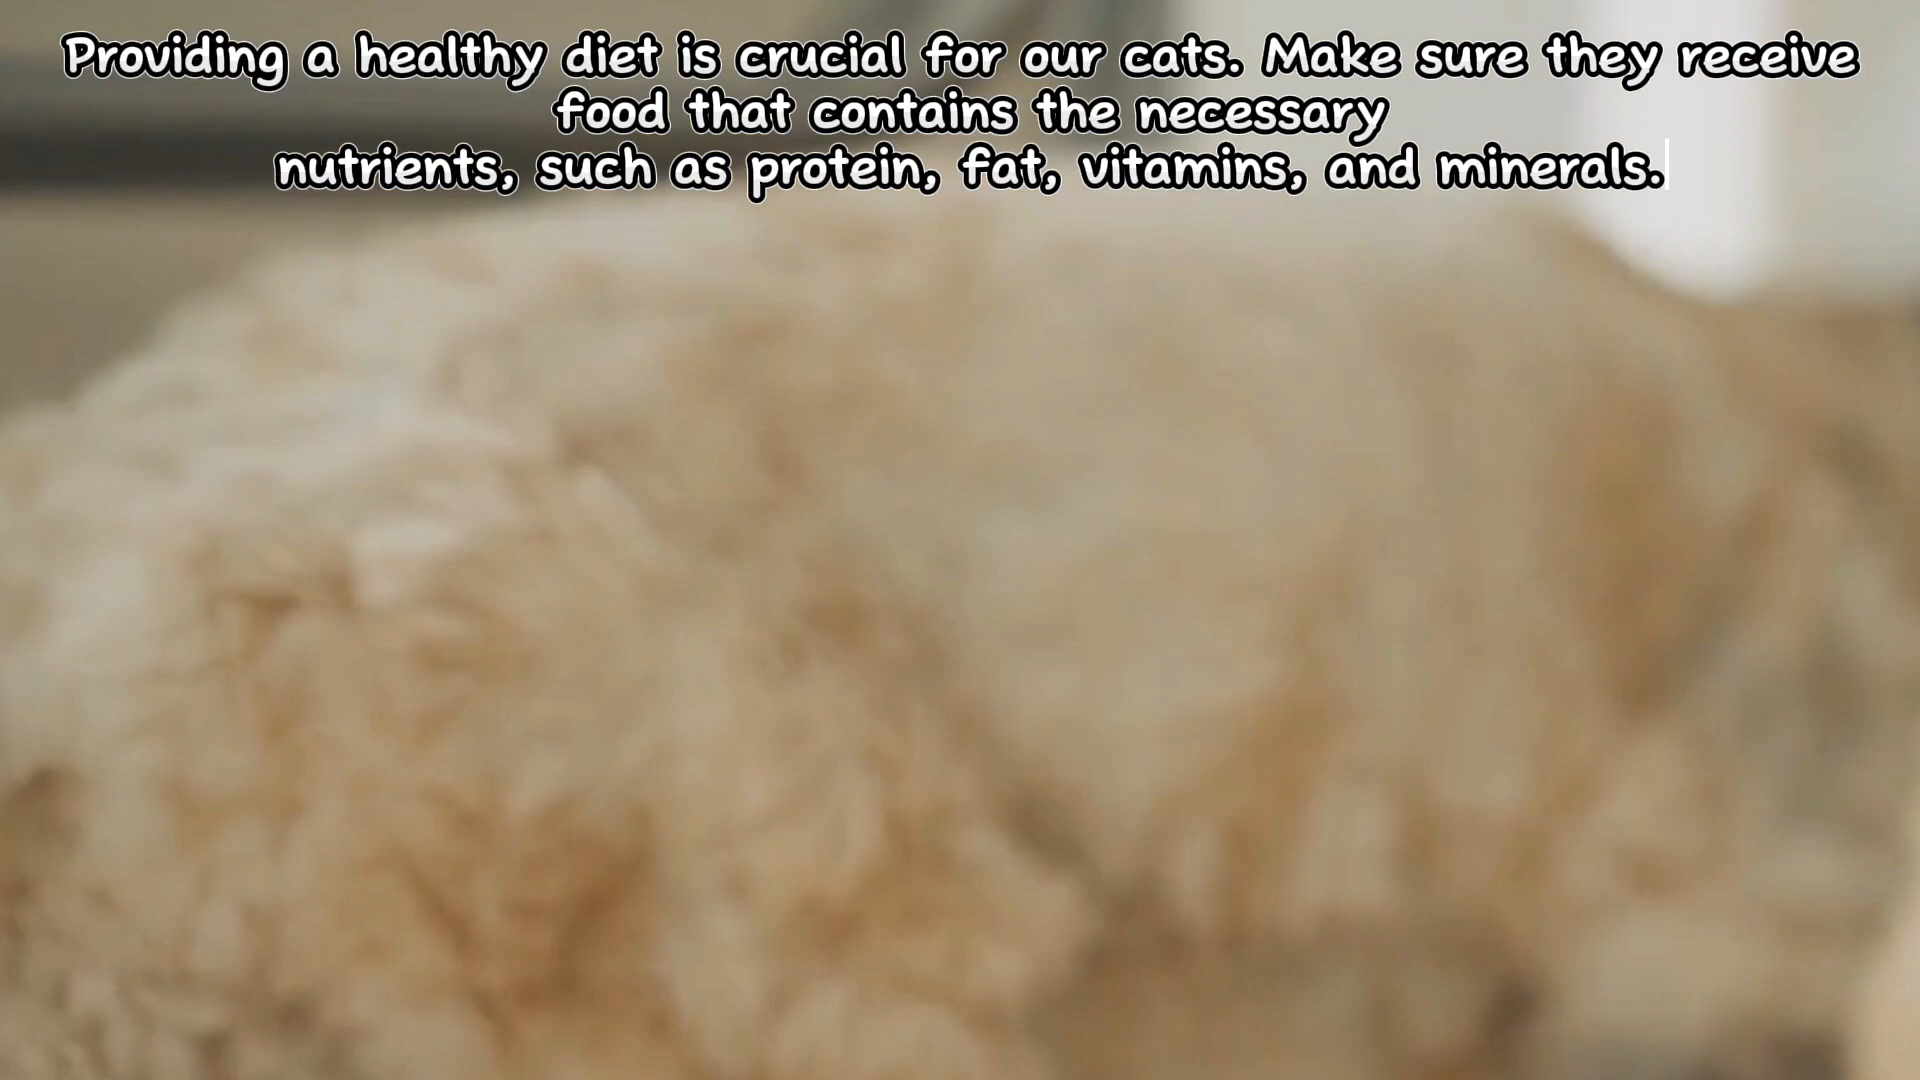 Providing a healthy diet is crucial for our cats. Make sure they receive
food that contains the necessary
nutrients, such as protein, fat, vitamins, and minerals.